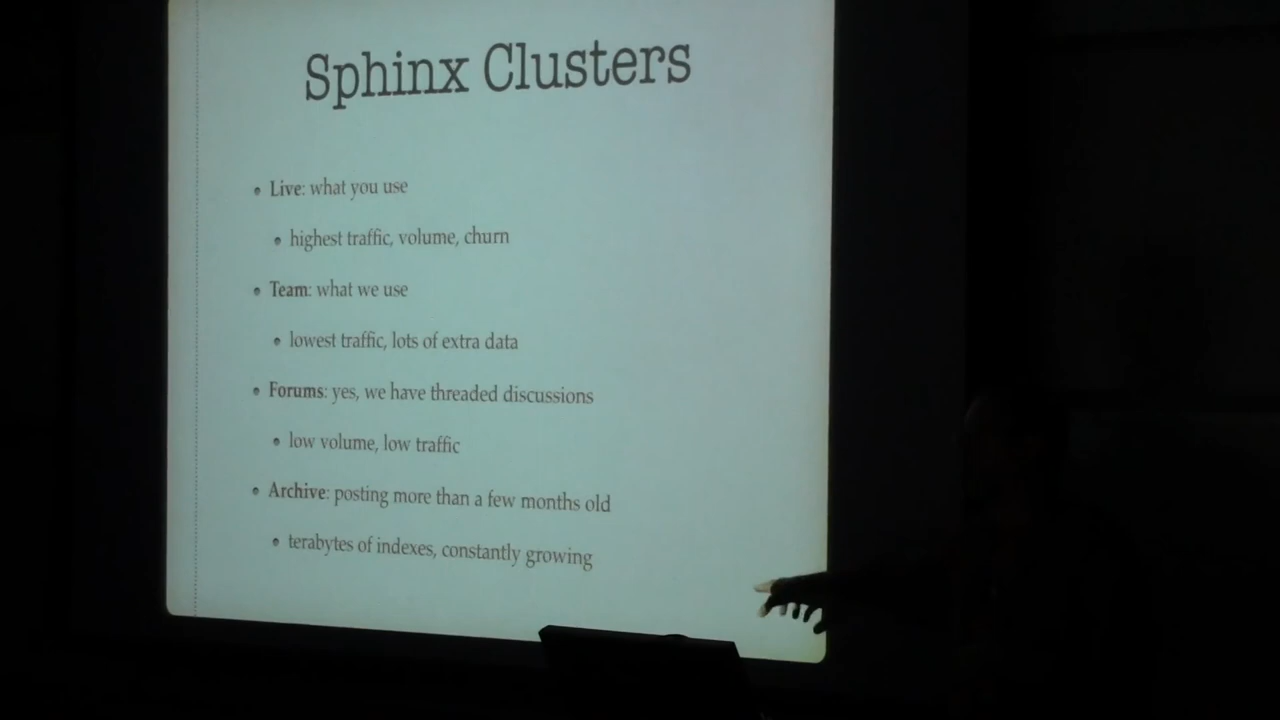 Sphinx Clusters
• Live: what you use
• highest traffic, volume, churn
• Team: what we use
• lowest traffic, lots of extra data
• Forums: yes, we have threaded discussions
• low volume, low traffic
• Archive: posting more than a few months old
• terabytes of indexes, constantly growing